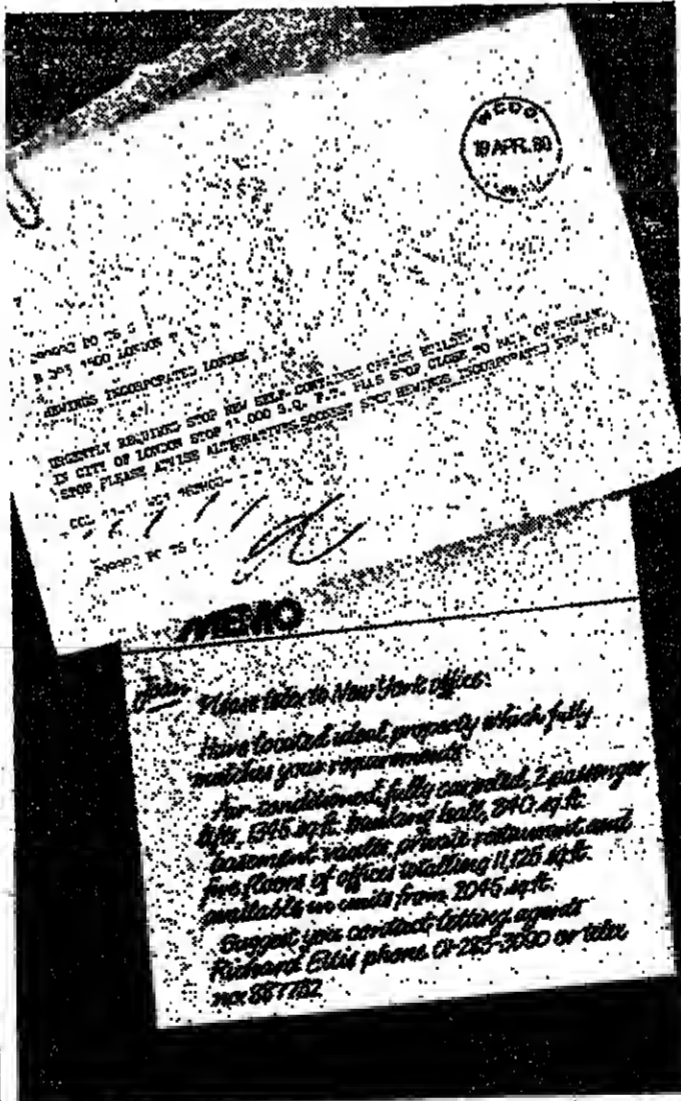 19 APR. 80
LONDON
HEWINGS INCORPORATED LONDON
URGENTLY REQUIRED STOP NEW SELF CONTAINED OFFICE BUILDING
IN CITY OF LONDON STOP 11,000 S.Q. F.T. PLUS STOP CLOSE TO BANK OF ENGLAND
STOP PLEASE ADVISE ALTERNATIVES SOONEST STOP HEWINGS INCORPORATED NEW YORK
MEMO
Joan
Please telex to New York office:
Have located ideal property which fully
matches your requirements
Air-conditioned, fully carpeted, 2 passenger
lifts, 1345 sq.ft. banking hall, 840 sq.ft.
basement vaults, private restaurant and
five floors of offices totalling 11,125 sq.ft.
available in units from 2045 sq.ft.
Suggest you contact letting agents
Richard Ellis phone 01-283-3090 or telex
no: 887732